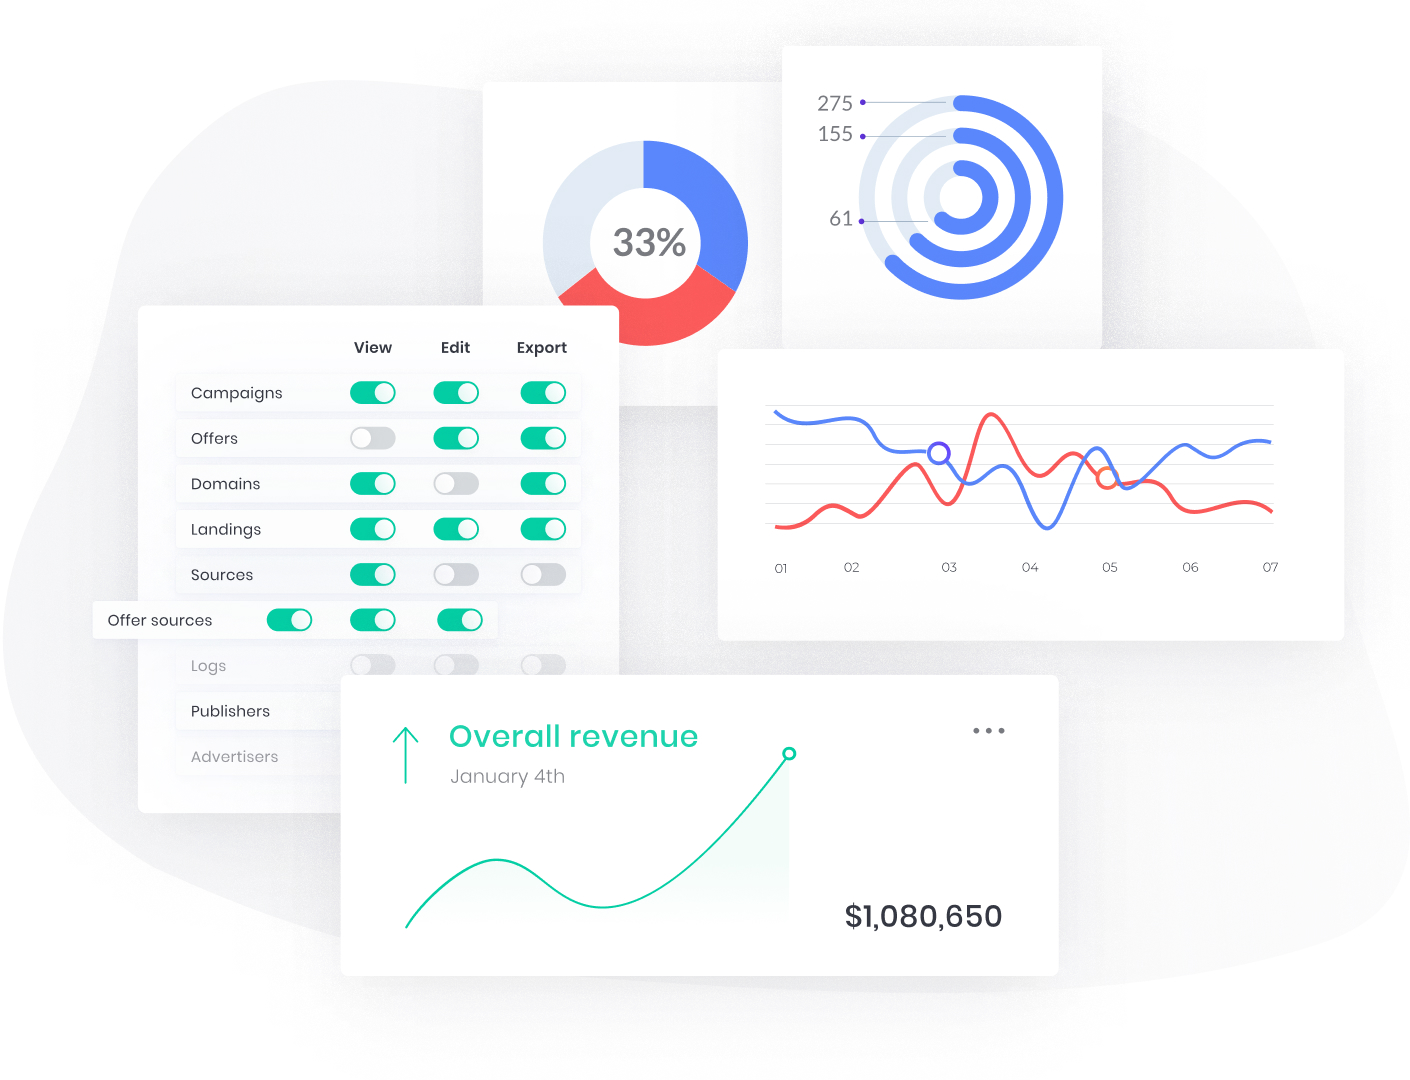 275
155
61
33%
View Edit Export
Campaigns
Offers
Domains
Landings
Sources
Offer sources
Logs
Publishers
Advertisers
01 02 03 04 05 06 07
Overall revenue
January 4th
$1,080,650